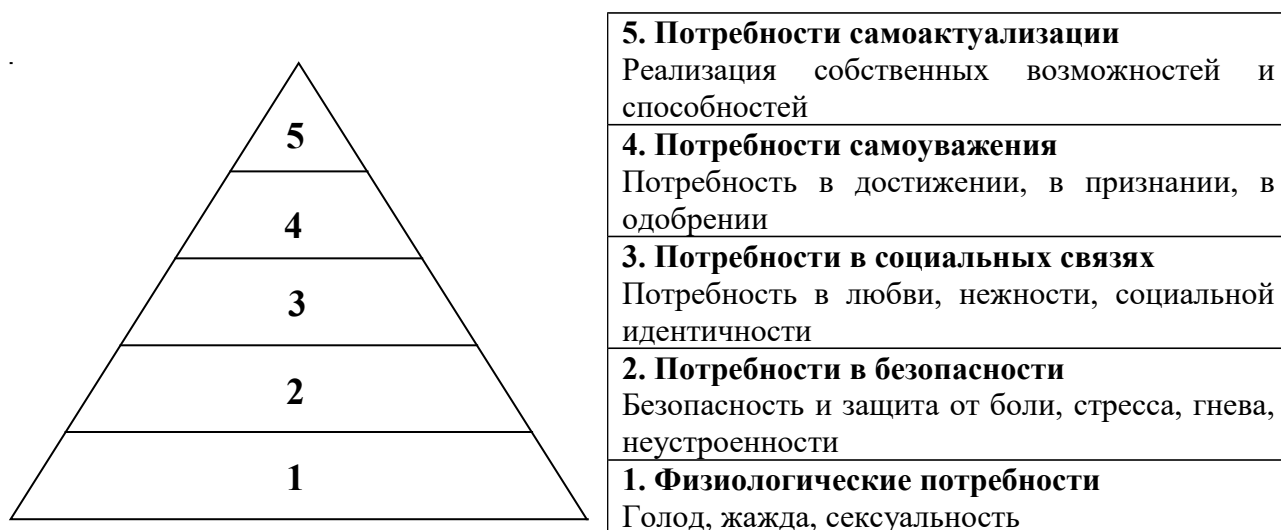 5
4
3
2
1
5. Потребности самоактуализации
Реализация собственных возможностей и
способностей
4. Потребности самоуважения
Потребность в достижении, в признании, в
одобрении
3. Потребности в социальных связях
Потребность в любви, нежности, социальной
идентичности
2. Потребности в безопасности
Безопасность и защита от боли, стресса, гнева,
неустроенности
1. Физиологические потребности
Голод, жажда, сексуальность